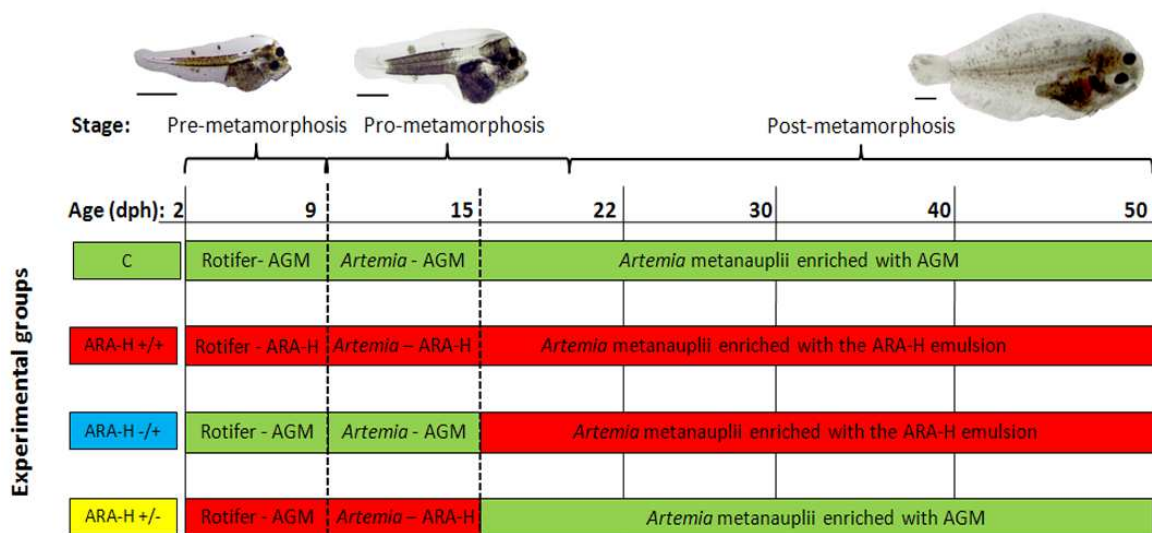 Stage: Pre-metamorphosis Pro-metamorphosis Post-metamorphosis
Age (dph): 2 9 15 22 30 40 50
Experimental groups
C Rotifer- AGM Artemia - AGM Artemia metanauplii enriched with AGM
ARA-H +/+ Rotifer - ARA-H Artemia – ARA-H Artemia metanauplii enriched with the ARA-H emulsion
ARA-H -/+ Rotifer - AGM Artemia - AGM Artemia metanauplii enriched with the ARA-H emulsion
ARA-H +/- Rotifer - AGM Artemia – ARA-H Artemia metanauplii enriched with AGM